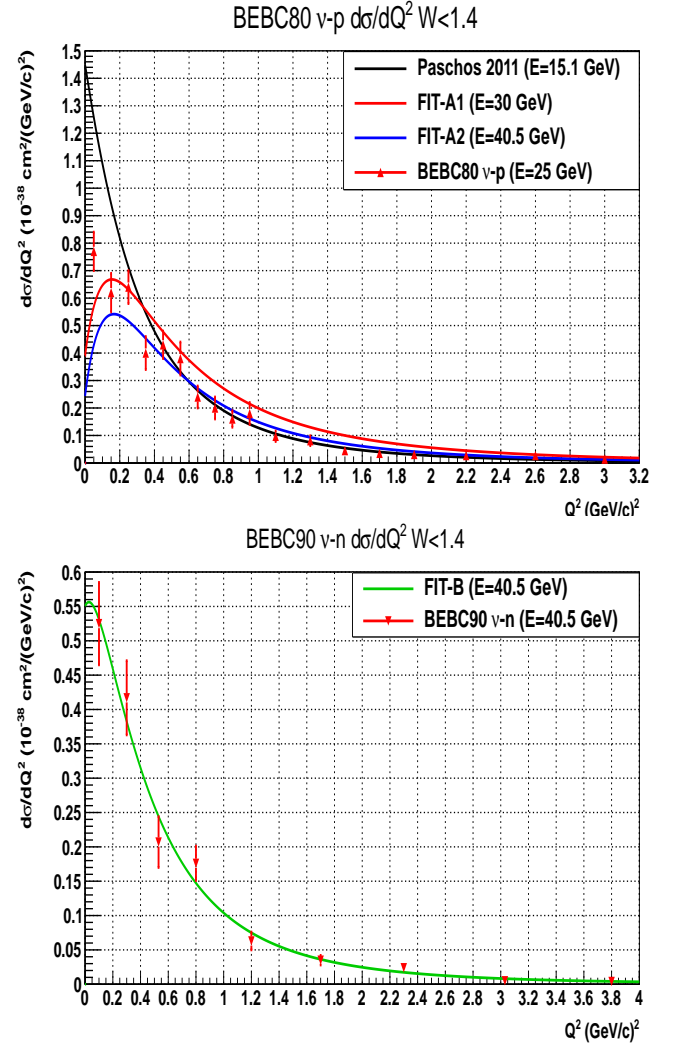 BEBC80 ν-p dσ/dQ² W<1.4
dσ/dQ² (10⁻³⁸ cm²/(GeV/c)²)
1.5
1.4
1.3
1.2
1.1
1
0.9
0.8
0.7
0.6
0.5
0.4
0.3
0.2
0.1
0
Paschos 2011 (E=15.1 GeV)
FIT-A1 (E=30 GeV)
FIT-A2 (E=40.5 GeV)
BEBC80 ν-p (E=25 GeV)
0 0.2 0.4 0.6 0.8 1 1.2 1.4 1.6 1.8 2 2.2 2.4 2.6 2.8 3 3.2
Q² (GeV/c)²
BEBC90 ν-n dσ/dQ² W<1.4
dσ/dQ² (10⁻³⁸ cm²/(GeV/c)²)
0.6
0.55
0.5
0.45
0.4
0.35
0.3
0.25
0.2
0.15
0.1
0.05
0
FIT-B (E=40.5 GeV)
BEBC90 ν-n (E=40.5 GeV)
0 0.2 0.4 0.6 0.8 1 1.2 1.4 1.6 1.8 2 2.2 2.4 2.6 2.8 3 3.2 3.4 3.6 3.8 4
Q² (GeV/c)²